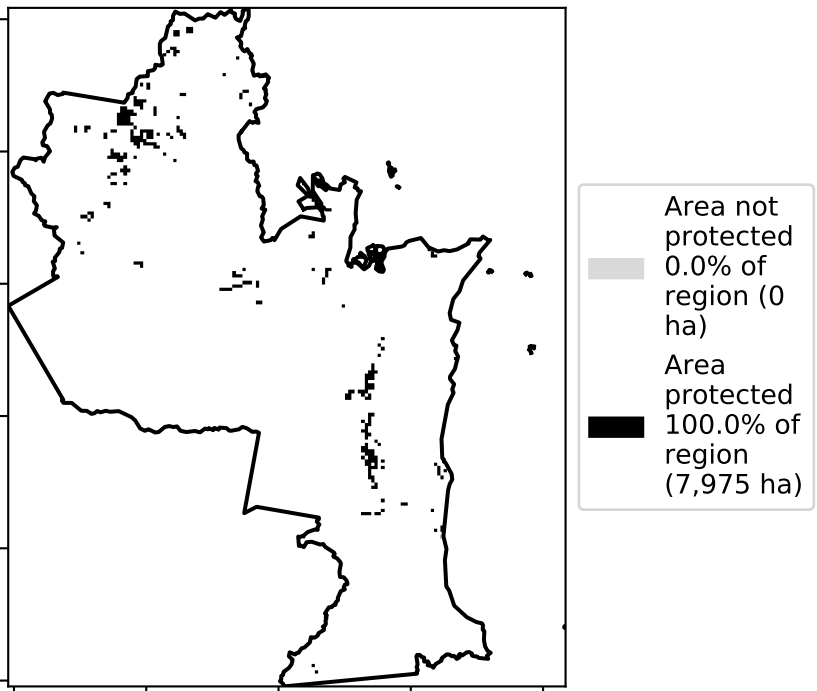 Area not
protected
0.0% of
region (0
ha)
Area
protected
100.0% of
region
(7,975 ha)